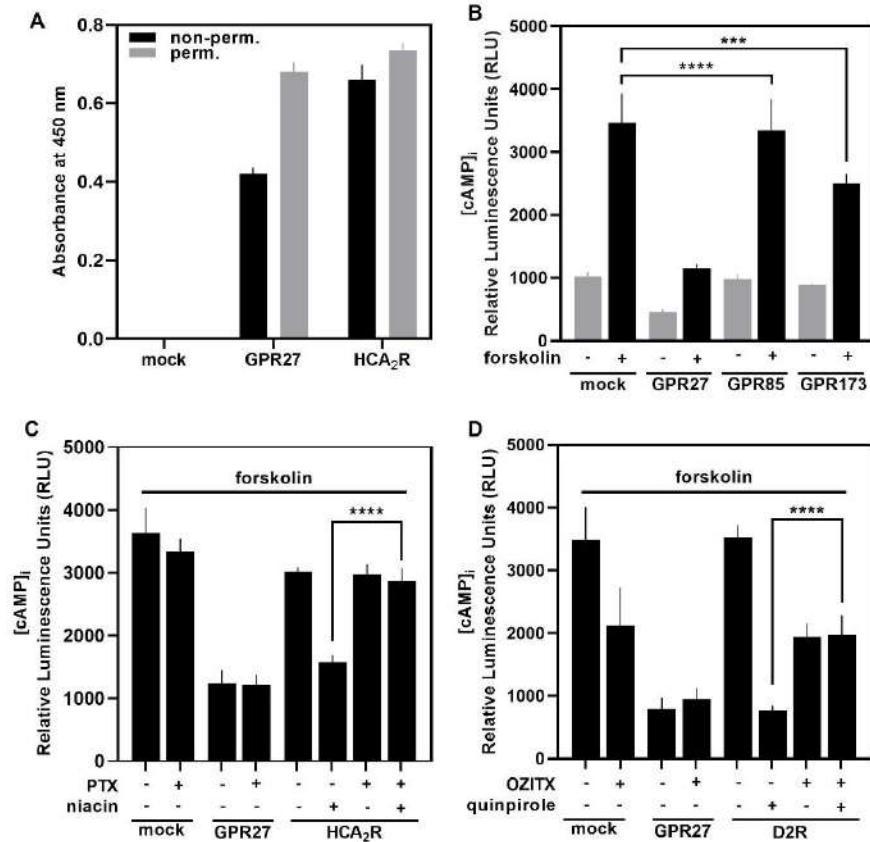 A
non-perm.
perm.
Absorbance at 450 nm
0.8
0.6
0.4
0.2
0.0
mock GPR27 HCA₂R
B
[cAMP]ᵢ
Relative Luminescence Units (RLU)
5000
4000
3000
2000
1000
0
***
****
forskolin - + - + - + - +
mock GPR27 GPR85 GPR173
C
[cAMP]ᵢ
Relative Luminescence Units (RLU)
5000
4000
3000
2000
1000
0
forskolin
****
PTX - + - + - - + +
niacin - - - - - + - +
mock GPR27 HCA₂R
D
[cAMP]ᵢ
Relative Luminescence Units (RLU)
5000
4000
3000
2000
1000
0
forskolin
****
OZITX - + - + - - + +
quinpirole - - - - - + - +
mock GPR27 D2R